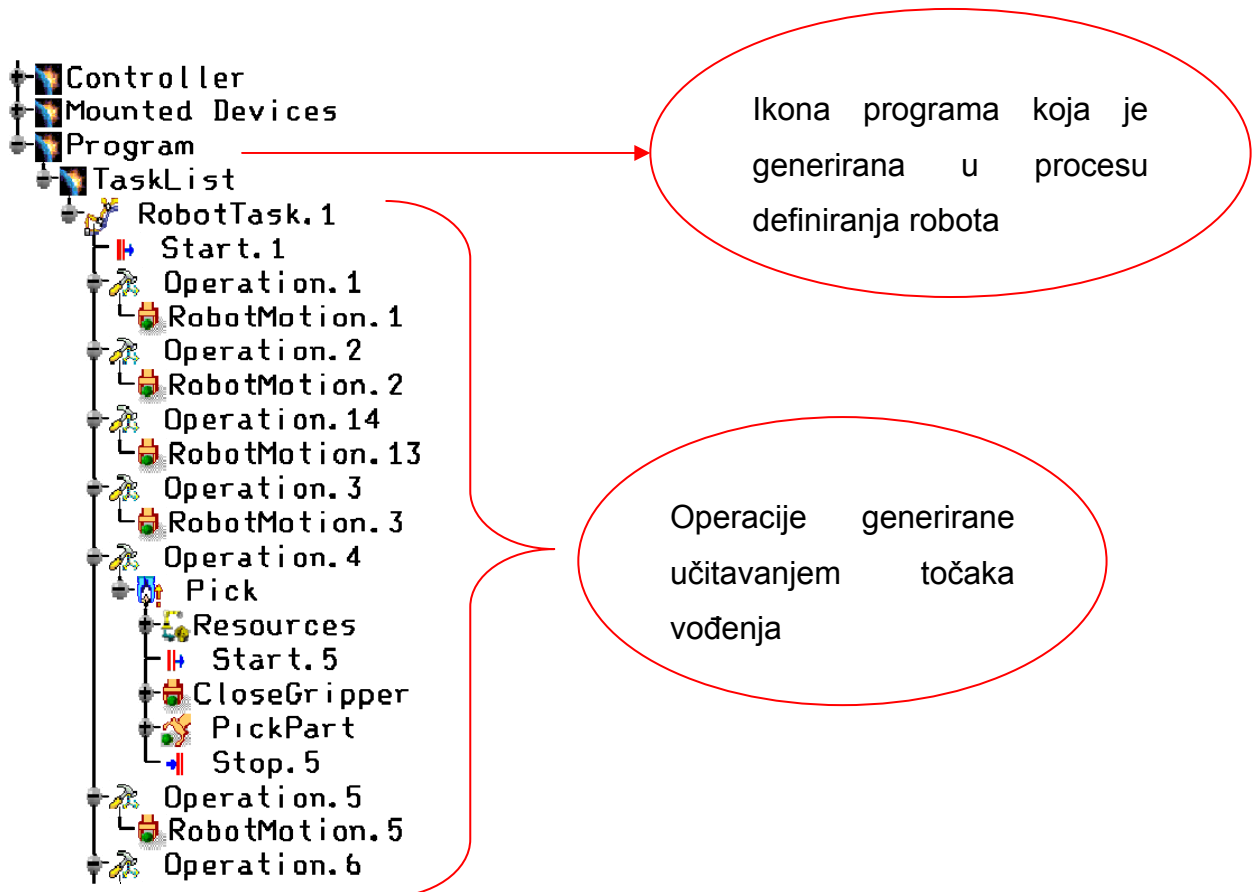 Controller
Mounted Devices
Program
TaskList
RobotTask.1
Start.1
Operation.1
RobotMotion.1
Operation.2
RobotMotion.2
Operation.14
RobotMotion.13
Operation.3
RobotMotion.3
Operation.4
Pick
Resources
Start.5
CloseGripper
PickPart
Stop.5
Operation.5
RobotMotion.5
Operation.6
Ikona programa koja je
generirana u procesu
definiranja robota
Operacije generirane
učitavanjem točaka
vođenja